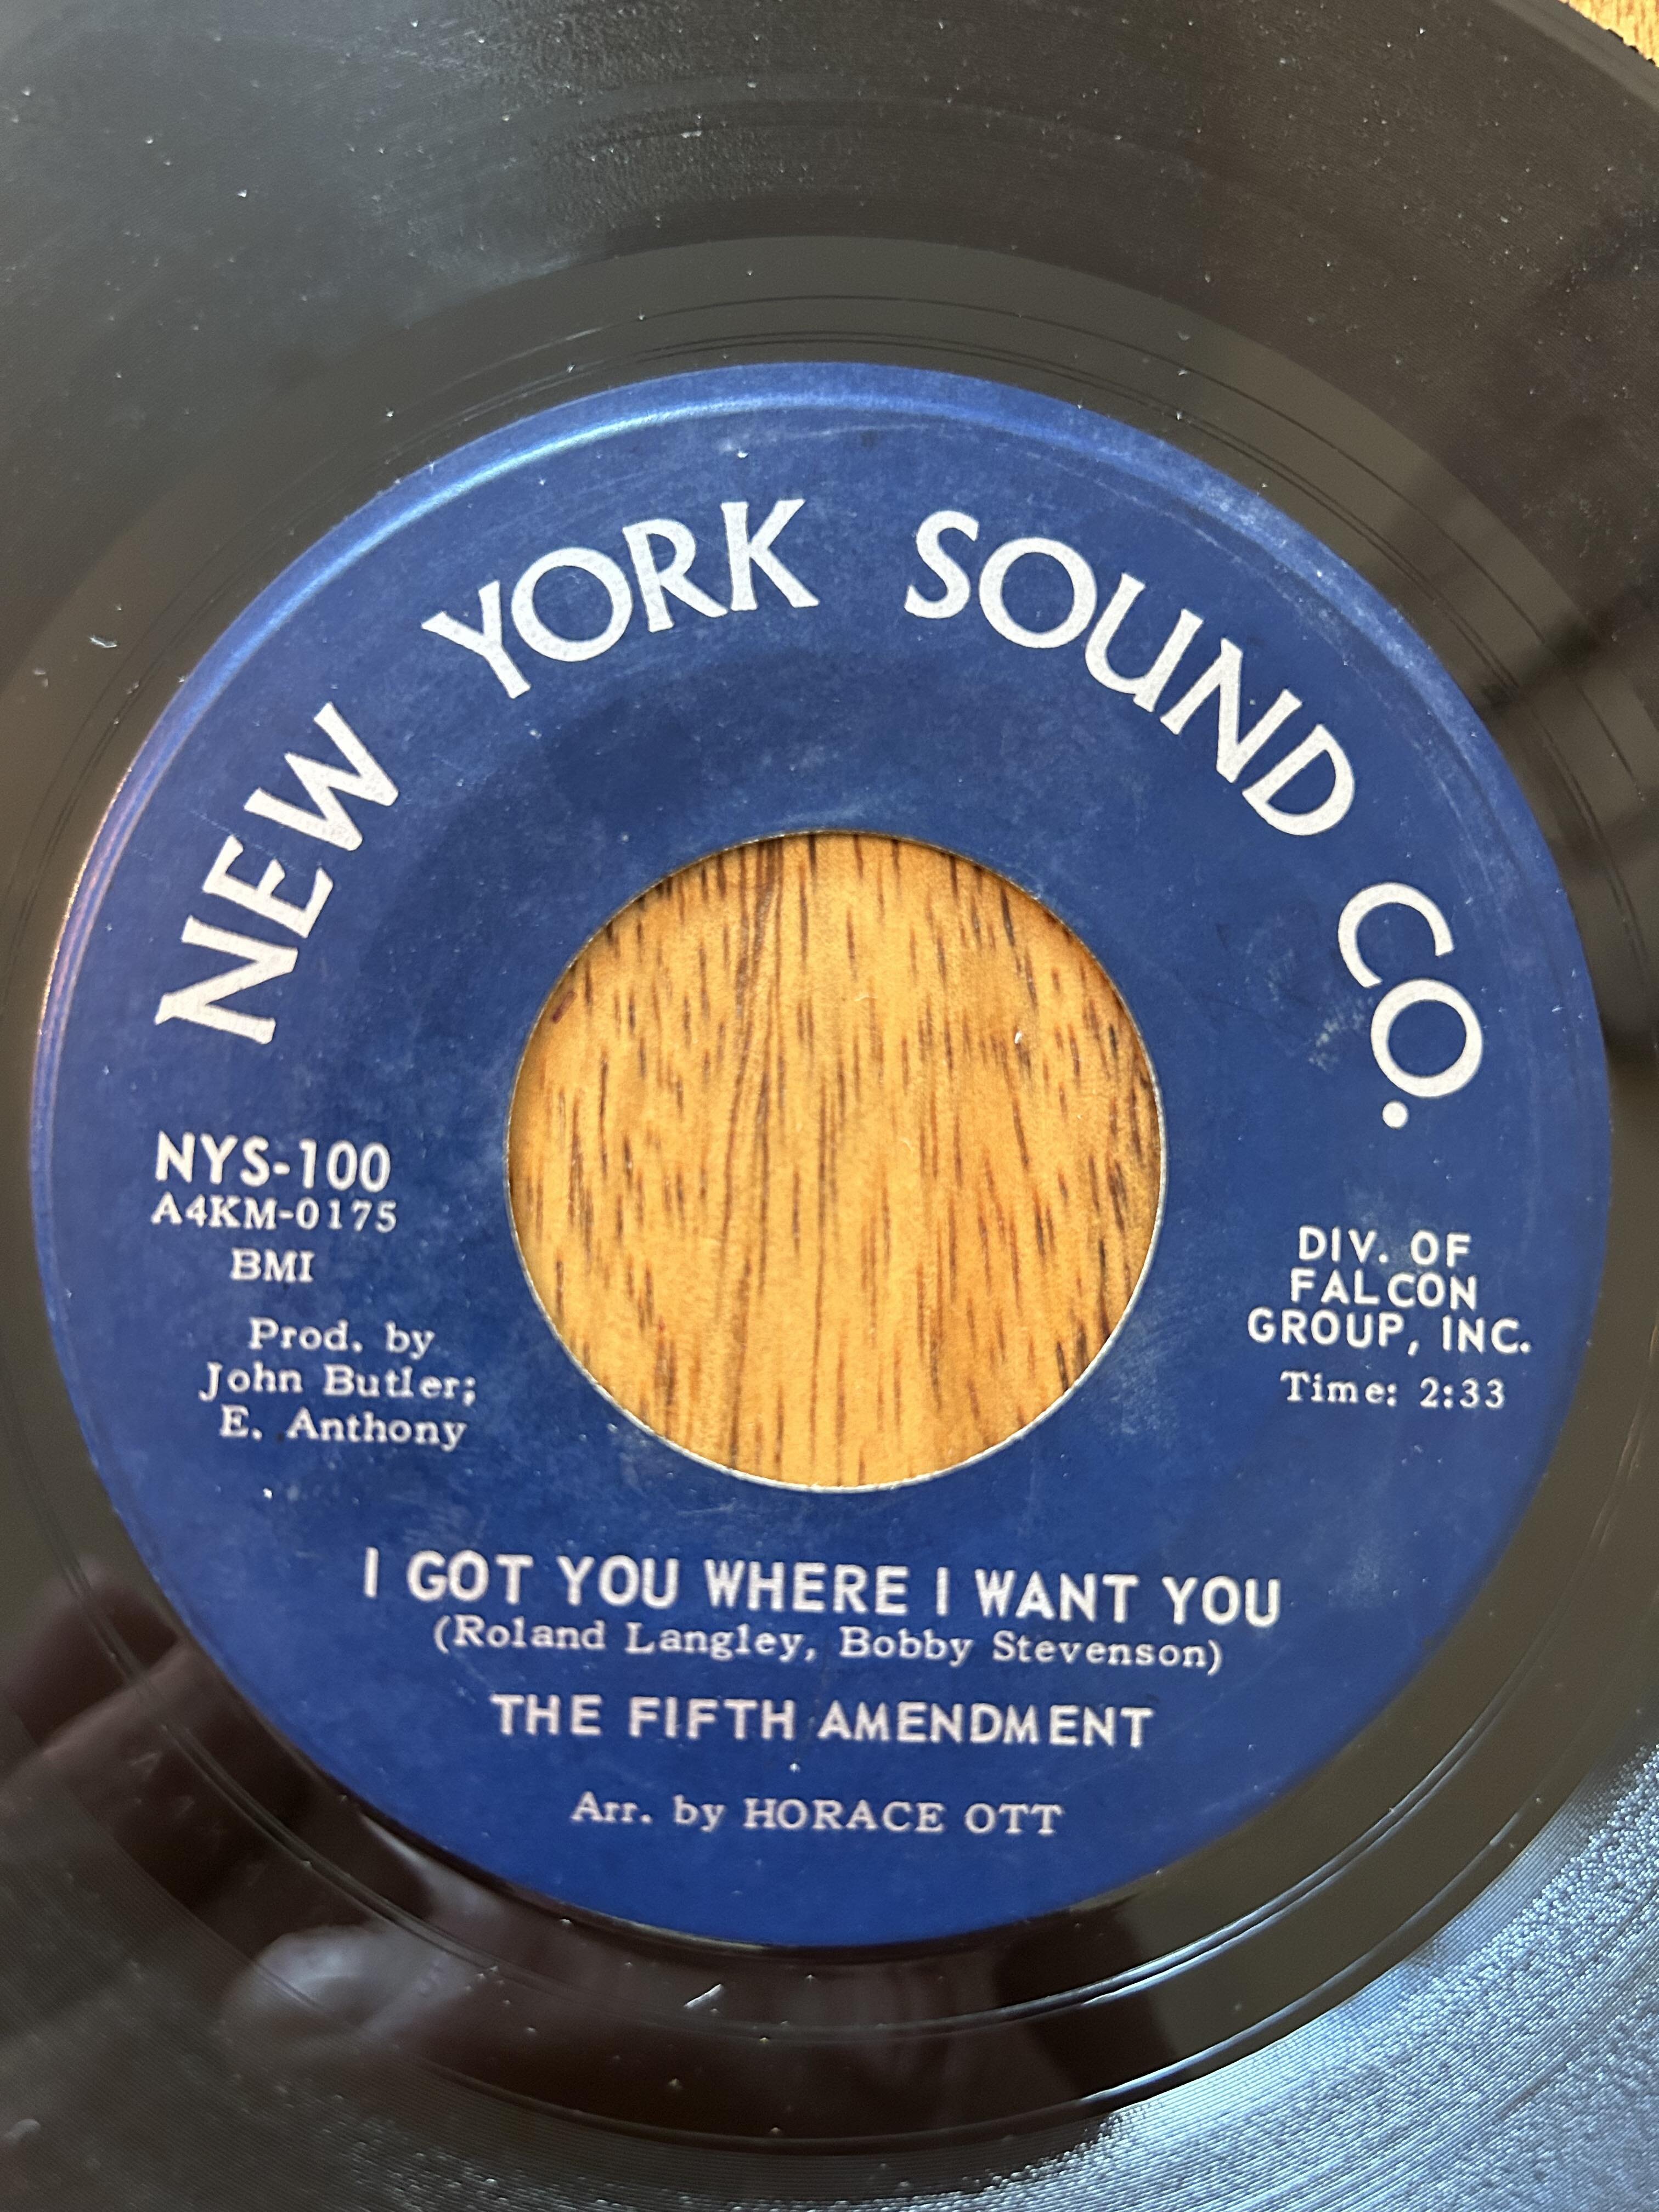 NEW YORK SOUND CO.
NYS-100
A4KM-0175
BMI
Prod. by
John Butler;
E. Anthony
DIV. OF
FALCON
GROUP, INC.
Time: 2:33
I GOT YOU WHERE I WANT YOU
(Roland Langley, Bobby Stevenson)
THE FIFTH AMENDMENT
Arr. by HORACE OTT